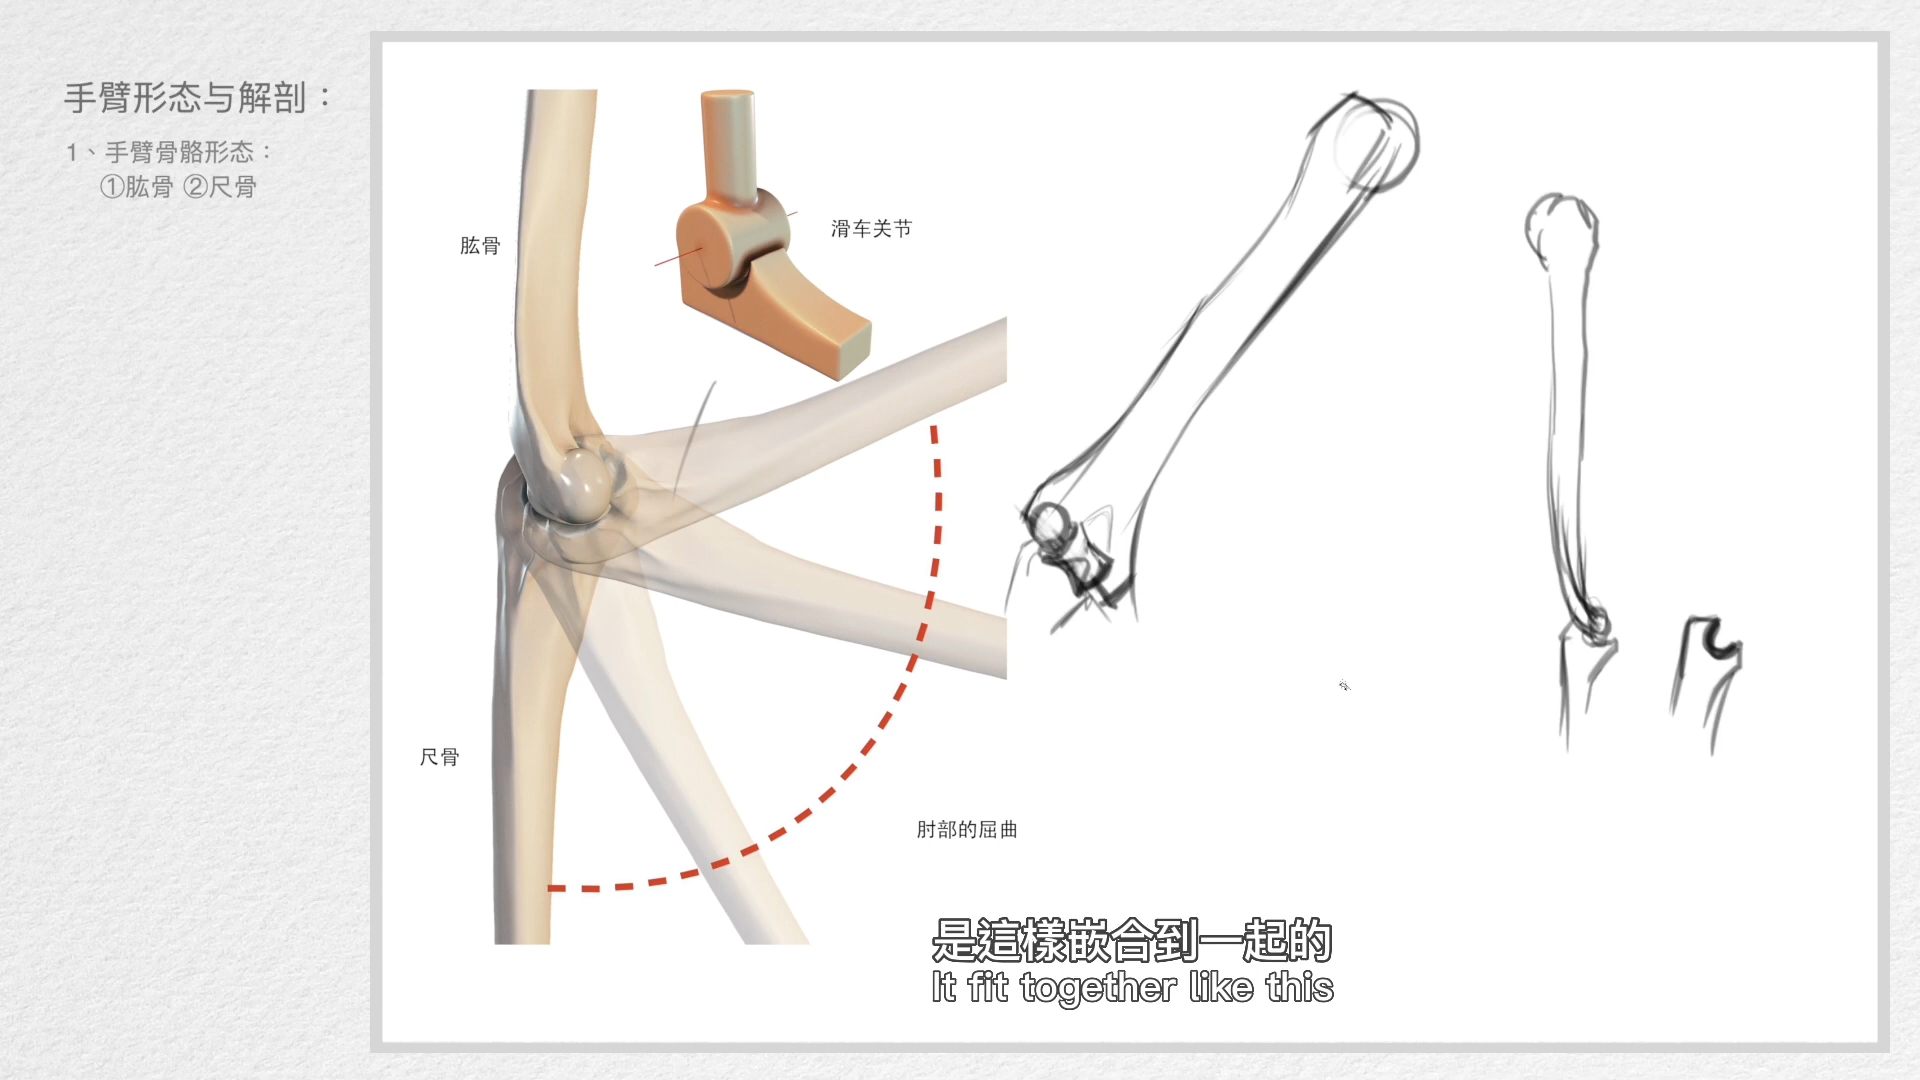 手臂形态与解剖：
1、手臂骨骼形态：
①肱骨 ②尺骨
肱骨
滑车关节
尺骨
肘部的屈曲
是這樣嵌合到一起的
It fit together like this